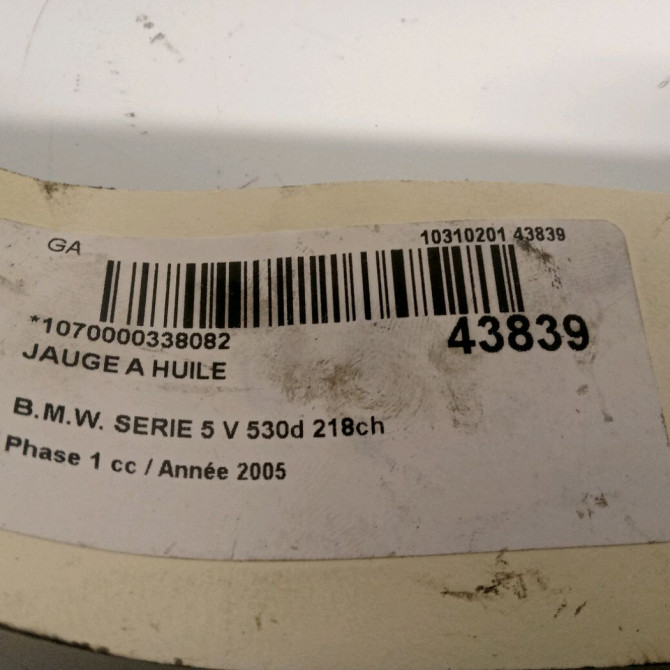 GA
10310201 43839
*1070000338082
43839
JAUGE A HUILE
B.M.W. SERIE 5 V 530d 218ch
Phase 1 cc / Année 2005